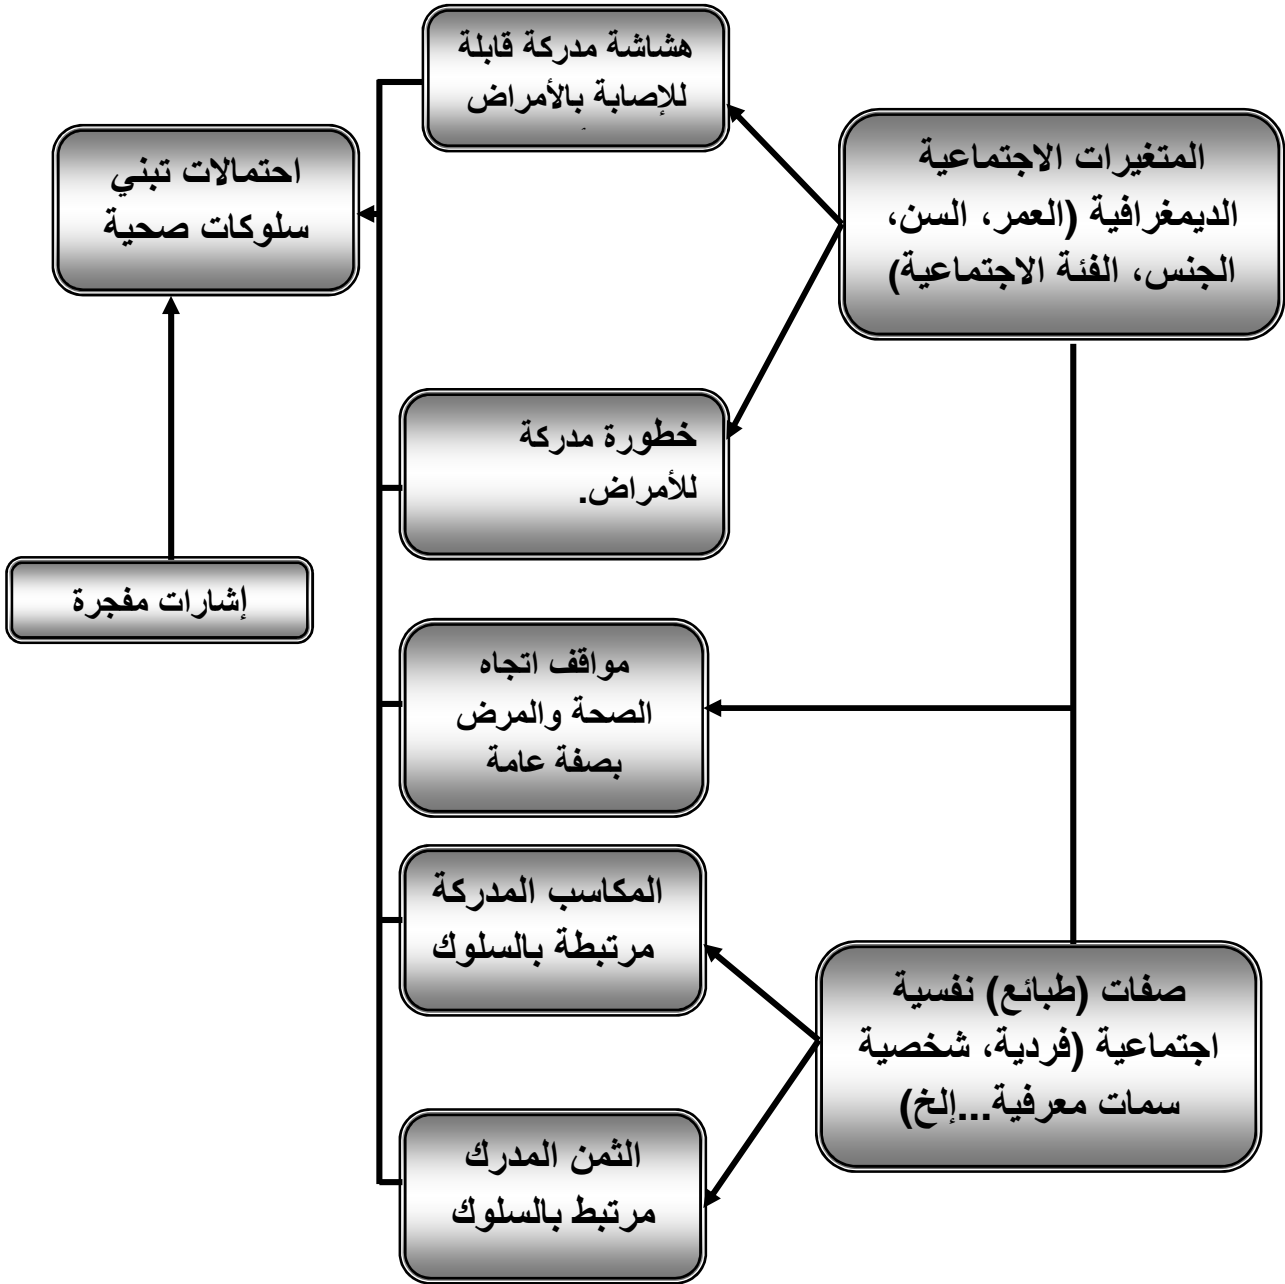 هشاشة مدركة قابلة
للإصابة بالأمراض
المتغيرات الاجتماعية
الديمغرافية (العمر، السن،
الجنس، الفئة الاجتماعية)
احتمالات تبني
سلوكات صحية
خطورة مدركة
للأمراض.
إشارات مفجرة
مواقف اتجاه
الصحة والمرض
بصفة عامة
المكاسب المدركة
مرتبطة بالسلوك
صفات (طبائع) نفسية
اجتماعية (فردية، شخصية
سمات معرفية...إلخ)
الثمن المدرك
مرتبط بالسلوك